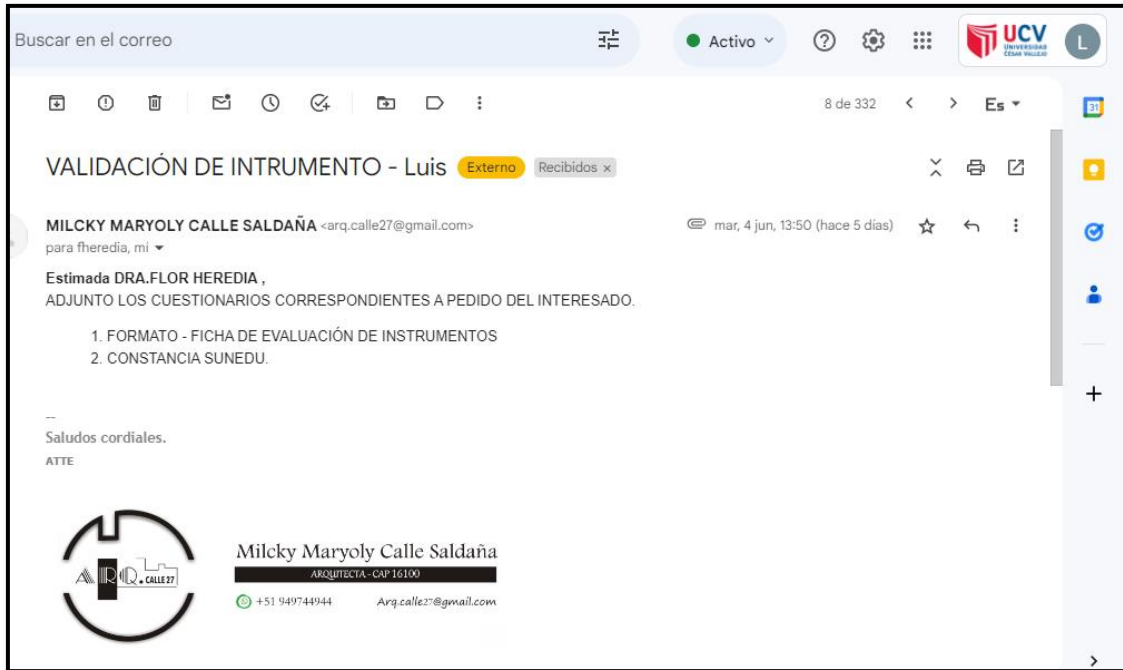 Buscar en el correo
Activo
UCV
UNIVERSIDAD
CÉSAR VALLEJO
L
8 de 332
Es
31
VALIDACIÓN DE INTRUMENTO - Luis Externo Recibidos x
MILCKY MARYOLY CALLE SALDAÑA <arq.calle27@gmail.com>
mar, 4 jun, 13:50 (hace 5 días)
para fheredia, mi
Estimada DRA.FLOR HEREDIA ,
ADJUNTO LOS CUESTIONARIOS CORRESPONDIENTES A PEDIDO DEL INTERESADO.
1. FORMATO - FICHA DE EVALUACIÓN DE INSTRUMENTOS
2. CONSTANCIA SUNEDU.
--
Saludos cordiales.
ATTE
ARQ. CALLE 27
Milcky Maryoly Calle Saldaña
ARQUITECTA - CAP 16100
+51 949744944 Arq.calle27@gmail.com